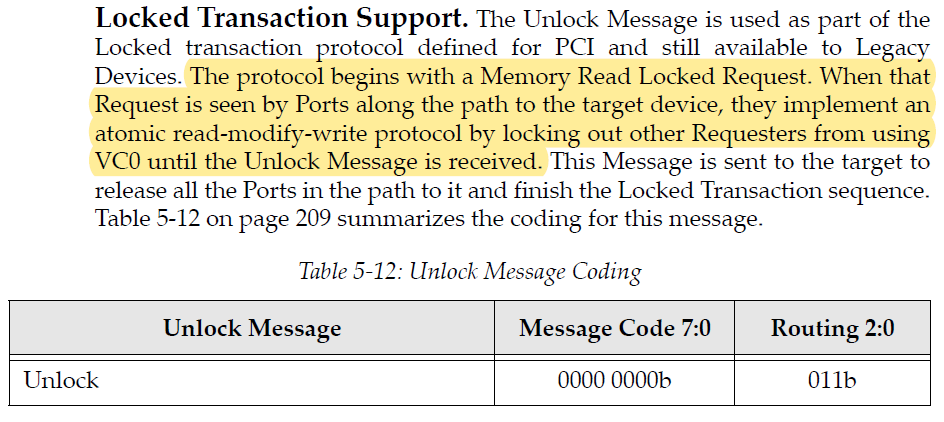 Locked Transaction Support. The Unlock Message is used as part of the
Locked transaction protocol defined for PCI and still available to Legacy
Devices. The protocol begins with a Memory Read Locked Request. When that
Request is seen by Ports along the path to the target device, they implement an
atomic read-modify-write protocol by locking out other Requesters from using
VC0 until the Unlock Message is received. This Message is sent to the target to
release all the Ports in the path to it and finish the Locked Transaction sequence.
Table 5-12 on page 209 summarizes the coding for this message.
Table 5-12: Unlock Message Coding
Unlock Message Message Code 7:0 Routing 2:0
Unlock 0000 0000b 011b